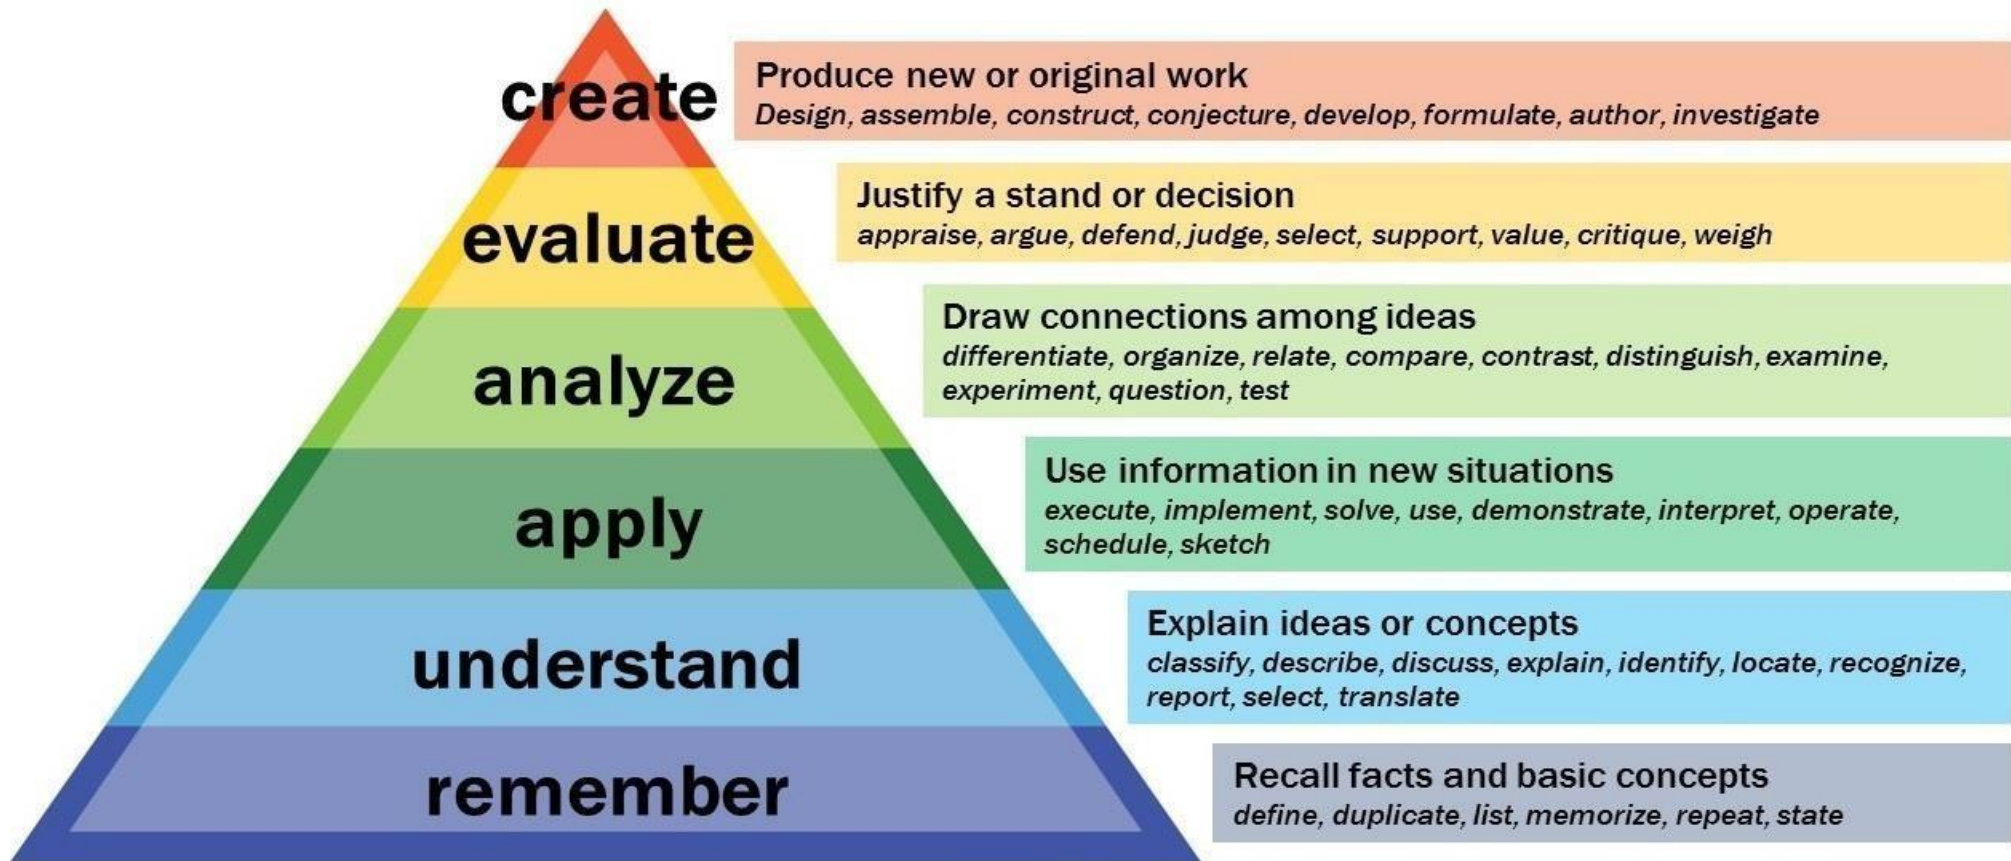 create
Produce new or original work
Design, assemble, construct, conjecture, develop, formulate, author, investigate
evaluate
Justify a stand or decision
appraise, argue, defend, judge, select, support, value, critique, weigh
analyze
Draw connections among ideas
differentiate, organize, relate, compare, contrast, distinguish, examine,
experiment, question, test
apply
Use information in new situations
execute, implement, solve, use, demonstrate, interpret, operate,
schedule, sketch
understand
Explain ideas or concepts
classify, describe, discuss, explain, identify, locate, recognize,
report, select, translate
remember
Recall facts and basic concepts
define, duplicate, list, memorize, repeat, state